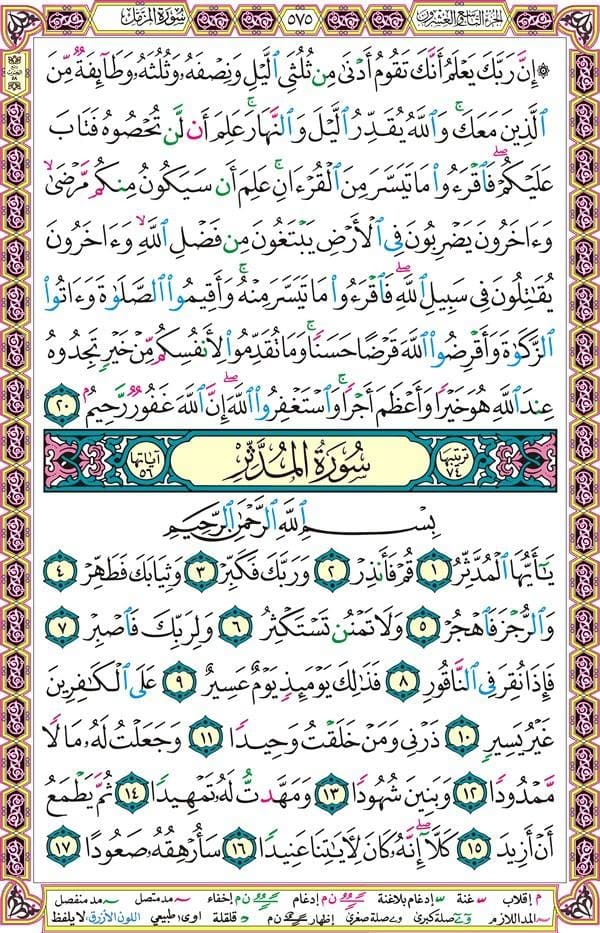 الجزء التاسع والعشرون ٥٧٥ سورة المزمل
۞ إِنَّ رَبَّكَ يَعْلَمُ أَنَّكَ تَقُومُ أَدْنَىٰ مِن ثُلُثَيِ ٱلَّيْلِ وَنِصْفَهُۥ وَثُلُثَهُۥ وَطَآئِفَةٌ مِّنَ
ٱلَّذِينَ مَعَكَ ۚ وَٱللَّهُ يُقَدِّرُ ٱلَّيْلَ وَٱلنَّهَارَ ۚ عَلِمَ أَن لَّن تُحْصُوهُ فَتَابَ
عَلَيْكُمْ ۖ فَٱقْرَءُوا۟ مَا تَيَسَّرَ مِنَ ٱلْقُرْءَانِ ۚ عَلِمَ أَن سَيَكُونُ مِنكُم مَّرْضَىٰ ۙ
وَءَاخَرُونَ يَضْرِبُونَ فِى ٱلْأَرْضِ يَبْتَغُونَ مِن فَضْلِ ٱللَّهِ ۙ وَءَاخَرُونَ
يُقَٰتِلُونَ فِى سَبِيلِ ٱللَّهِ ۖ فَٱقْرَءُوا۟ مَا تَيَسَّرَ مِنْهُ ۚ وَأَقِيمُوا۟ ٱلصَّلَوٰةَ وَءَاتُوا۟
ٱلزَّكَوٰةَ وَأَقْرِضُوا۟ ٱللَّهَ قَرْضًا حَسَنًا ۚ وَمَا تُقَدِّمُوا۟ لِأَنفُسِكُم مِّنْ خَيْرٍ تَجِدُوهُ
عِندَ ٱللَّهِ هُوَ خَيْرًا وَأَعْظَمَ أَجْرًا ۚ وَٱسْتَغْفِرُوا۟ ٱللَّهَ ۖ إِنَّ ٱللَّهَ غَفُورٌ رَّحِيمٌۢ ٢٠
ترتيبها ٧٤ سُورَةُ المُدَّثِّر آياتها ٥٦
بِسْمِ ٱللَّهِ ٱلرَّحْمَٰنِ ٱلرَّحِيمِ
يَٰٓأَيُّهَا ٱلْمُدَّثِّرُ ١ قُمْ فَأَنذِرْ ٢ وَرَبَّكَ فَكَبِّرْ ٣ وَثِيَابَكَ فَطَهِّرْ ٤
وَٱلرُّجْزَ فَٱهْجُرْ ٥ وَلَا تَمْنُن تَسْتَكْثِرُ ٦ وَلِرَبِّكَ فَٱصْبِرْ ٧
فَإِذَا نُقِرَ فِى ٱلنَّاقُورِ ٨ فَذَٰلِكَ يَوْمَئِذٍ يَوْمٌ عَسِيرٌ ٩ عَلَى ٱلْكَٰفِرِينَ
غَيْرُ يَسِيرٍ ١٠ ذَرْنِى وَمَنْ خَلَقْتُ وَحِيدًا ١١ وَجَعَلْتُ لَهُۥ مَالًا
مَّمْدُودًا ١٢ وَبَنِينَ شُهُودًا ١٣ وَمَهَّدتُّ لَهُۥ تَمْهِيدًا ١٤ ثُمَّ يَطْمَعُ
أَنْ أَزِيدَ ١٥ كَلَّآ ۖ إِنَّهُۥ كَانَ لِءَايَٰتِنَا عَنِيدًا ١٦ سَأُرْهِقُهُۥ صَعُودًا ١٧
م إقلاب غنة إدغام بلاغنة ن م إدغام ن م إخفاء مد متصل مد منفصل
المد اللازم صلة كبرى صلة صغرى إظهار ن م قلقلة اوى طبيعي اللون الأزرق لا يلفظ